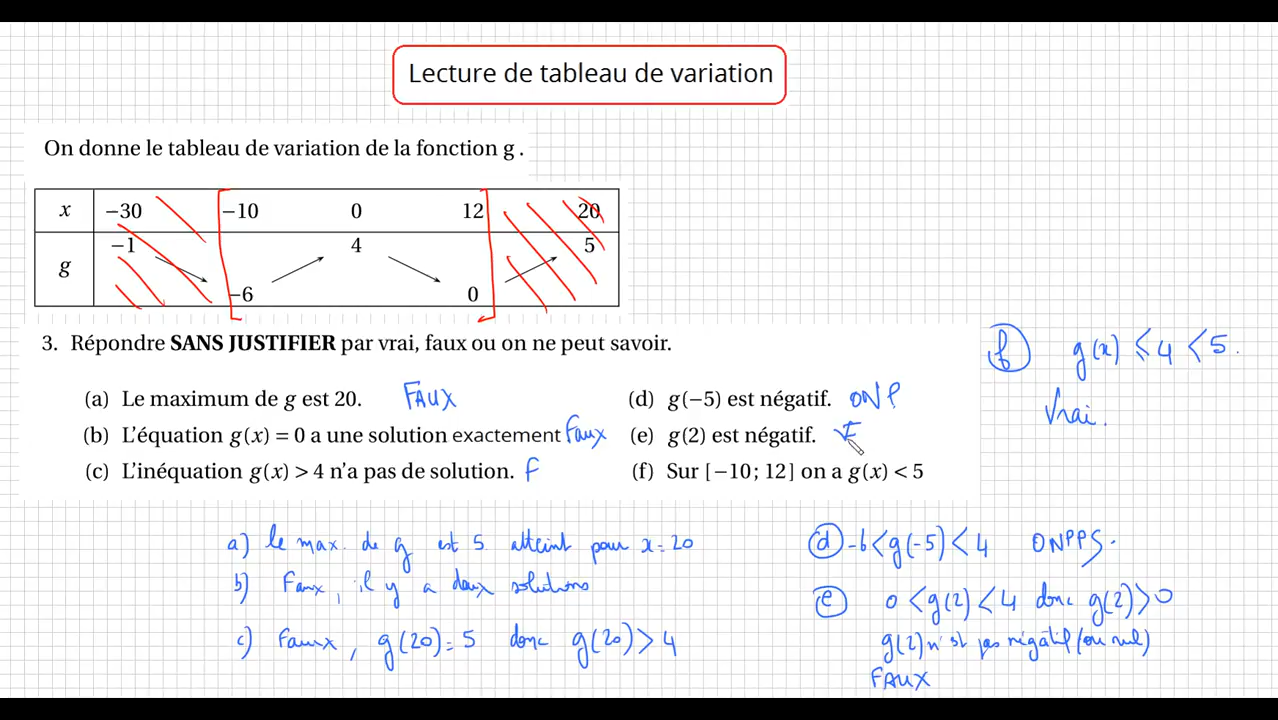 Lecture de tableau de variation
On donne le tableau de variation de la fonction g .
x −30 −10 0 12 20
−1 4 5
g
−6 0
3. Répondre SANS JUSTIFIER par vrai, faux ou on ne peut savoir.
(a) Le maximum de g est 20. FAUX
(d) g(−5) est négatif. ONP
(b) L'équation g(x) = 0 a une solution exactement Faux
(e) g(2) est négatif. F
(c) L'inéquation g(x) > 4 n'a pas de solution. F
(f) Sur [−10; 12] on a g(x) < 5
f g(x) ⩽ 4 < 5.
Vrai.
a) le max. de g est 5 atteint pour x = 20
b) Faux, il y a deux solutions
c) Faux, g(20) = 5 donc g(20) > 4
d −6 < g(−5) < 4 ONPPS.
e 0 < g(2) < 4 donc g(2) > 0
g(2) n'est pas négatif (ou nul)
FAUX